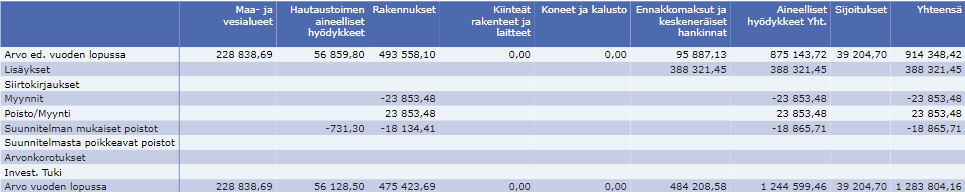 Maa- ja vesialueet Hautaustoimen aineelliset hyödykkeet Rakennukset Kiinteät rakenteet ja laitteet Koneet ja kalusto Ennakkomaksut ja keskeneräiset hankinnat Aineelliset hyödykkeet Yht. Sijoitukset Yhteensä
Arvo ed. vuoden lopussa 228 838,69 56 859,80 493 558,10 0,00 0,00 95 887,13 875 143,72 39 204,70 914 348,42
Lisäykset 388 321,45 388 321,45 388 321,45
Siirtokirjaukset
Myynnit -23 853,48 -23 853,48 -23 853,48
Poisto/Myynti 23 853,48 23 853,48 23 853,48
Suunnitelman mukaiset poistot -731,30 -18 134,41 -18 865,71 -18 865,71
Suunnitelmasta poikkeavat poistot
Arvonkorotukset
Invest. Tuki
Arvo vuoden lopussa 228 838,69 56 128,50 475 423,69 0,00 0,00 484 208,58 1 244 599,46 39 204,70 1 283 804,16